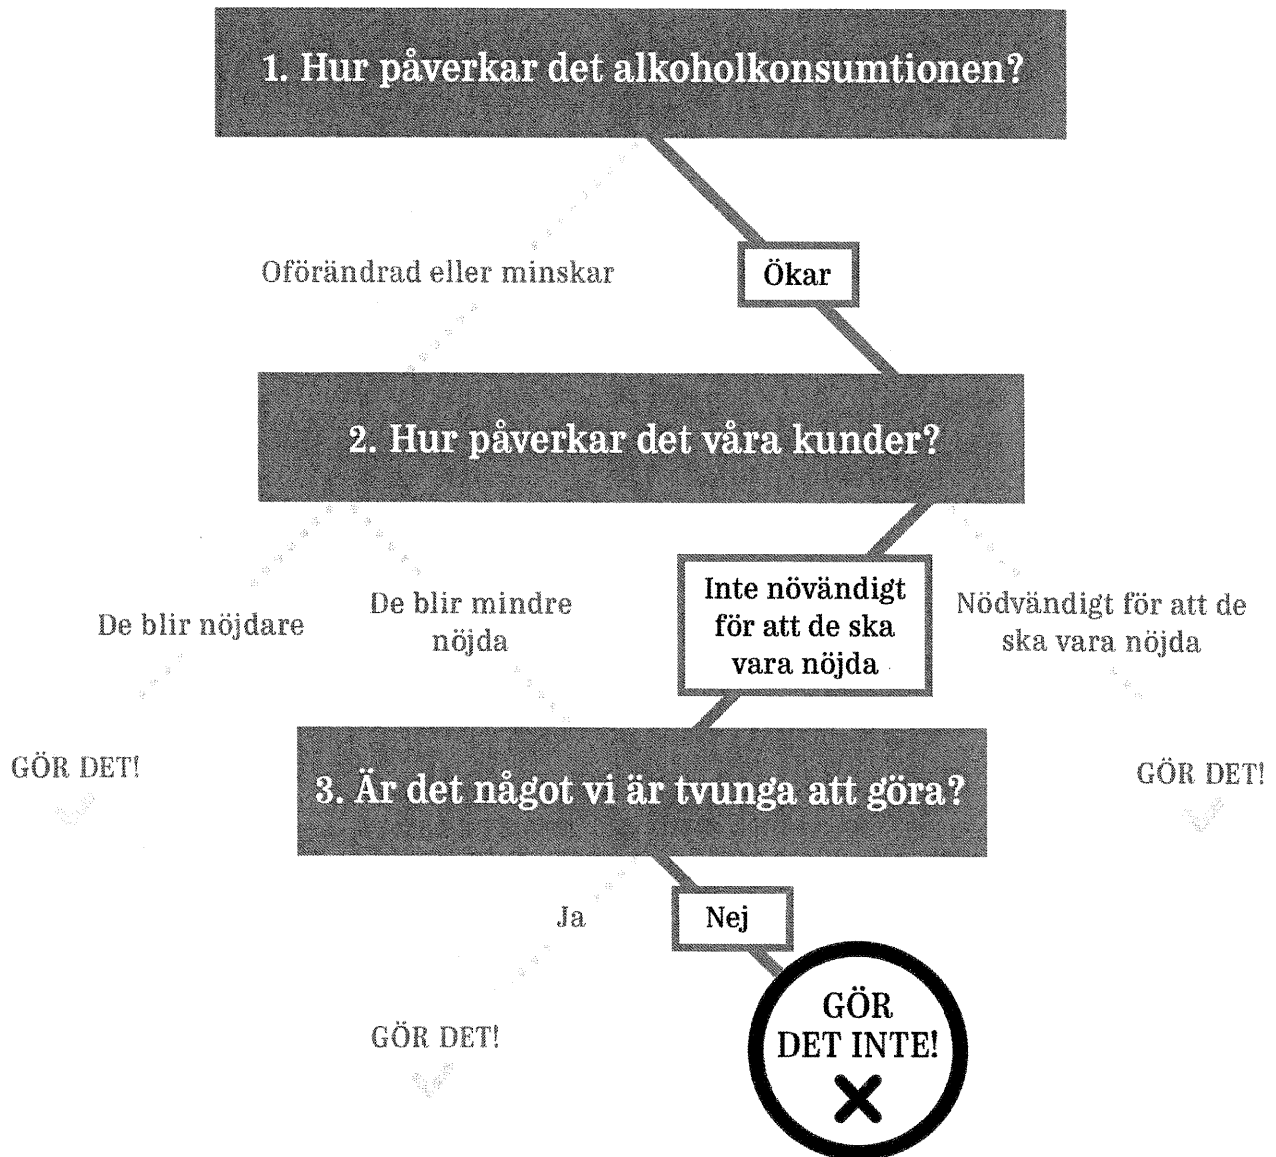 1. Hur påverkar det alkoholkonsumtionen?
Oförändrad eller minskar
Ökar
2. Hur påverkar det våra kunder?
De blir nöjdare
De blir mindre
nöjda
Inte növändigt
för att de ska
vara nöjda
Nödvändigt för att de
ska vara nöjda
GÖR DET!
3. Är det något vi är tvunga att göra?
GÖR DET!
Ja
Nej
GÖR DET!
GÖR
DET INTE!